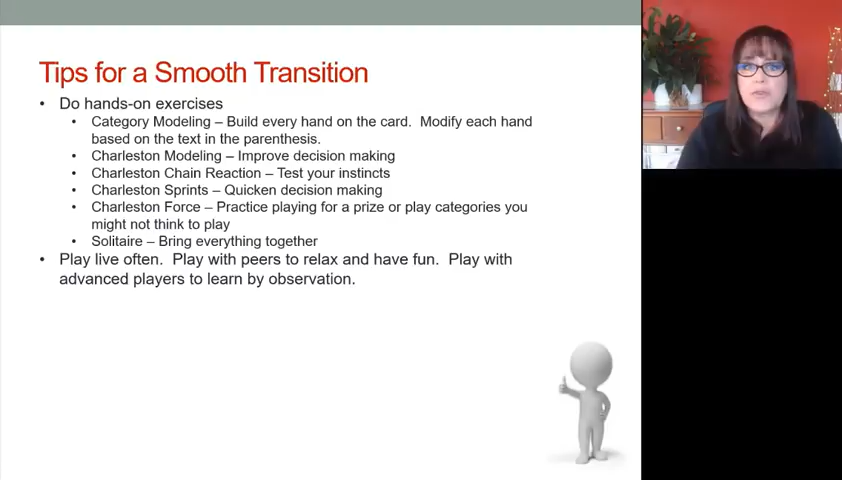 Tips for a Smooth Transition
• Do hands-on exercises
• Category Modeling – Build every hand on the card.  Modify each hand
based on the text in the parenthesis.
• Charleston Modeling – Improve decision making
• Charleston Chain Reaction – Test your instincts
• Charleston Sprints – Quicken decision making
• Charleston Force – Practice playing for a prize or play categories you
might not think to play
• Solitaire – Bring everything together
• Play live often.  Play with peers to relax and have fun.  Play with
advanced players to learn by observation.